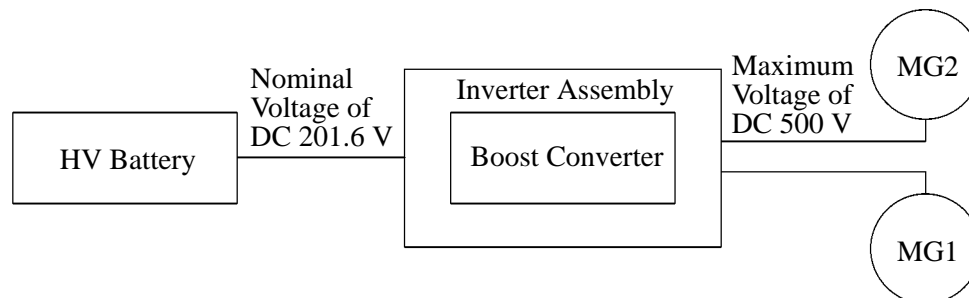 HV Battery
Nominal
Voltage of
DC 201.6 V
Inverter Assembly
Boost Converter
Maximum
Voltage of
DC 500 V
MG2
MG1